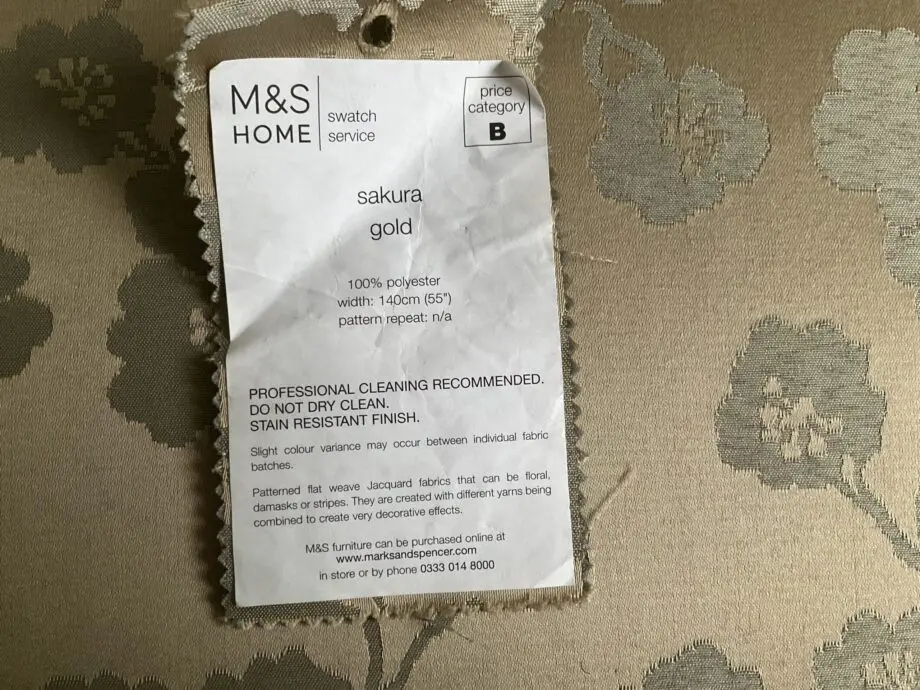 M&S
HOME
swatch
service
price
category
B
sakura
gold
100% polyester
width: 140cm (55")
pattern repeat: n/a
PROFESSIONAL CLEANING RECOMMENDED.
DO NOT DRY CLEAN.
STAIN RESISTANT FINISH.
Slight colour variance may occur between individual fabric
batches.
Patterned flat weave Jacquard fabrics that can be floral,
damasks or stripes. They are created with different yarns being
combined to create very decorative effects.
M&S furniture can be purchased online at
www.marksandspencer.com
in store or by phone 0333 014 8000